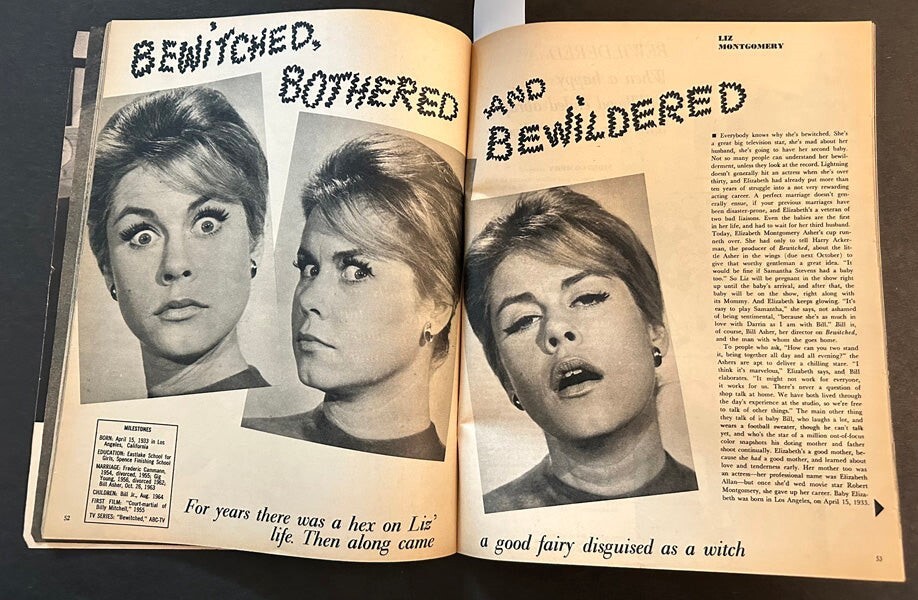 BEWITCHED,
BOTHERED
MILESTONES
BORN: April 15, 1933 in Los
Angeles, California
EDUCATION: Eastlake School for
Girls, Spence Finishing School
MARRIAGE: Frederic Cammann,
1954, divorced, 1955; Gig
Young, 1956, divorced 1962;
Bill Asher, Oct. 26, 1963
CHILDREN: Bill Jr., Aug. 1964
FIRST FILM: "Court-martial of
Billy Mitchell," 1955
TV SERIES: "Bewitched," ABC-TV
For years there was a hex on Liz'
life. Then along came
52
LIZ
MONTGOMERY
AND
BEWILDERED
■ Everybody knows why she's bewitched. She's
a great big television star, she's mad about her
husband, she's going to have her second baby.
Not so many people can understand her bewil-
derment, unless they look at the record. Lightning
doesn't generally hit an actress when she's over
thirty, and Elizabeth had already put more than
ten years of struggle into a not very rewarding
acting career. A perfect marriage doesn't gen-
erally ensue, if your previous marriages have
been disaster-prone, and Elizabeth's a veteran of
two bad liaisons. Even the babies are the first
in her life, and had to wait for her third husband.
Today, Elizabeth Montgomery Asher's cup run-
neth over. She had only to tell Harry Acker-
man, the producer of Bewitched, about the lit-
tle Asher in the wings (due next October) to
give that worthy gentleman a great idea. "It
would be fine if Samantha Stevens had a baby
too." So Liz will be pregnant in the show right
up until the baby's arrival, and after that, the
baby will be on the show, right along with
its Mommy. And Elizabeth keeps glowing. "It's
easy to play Samantha," she says, not ashamed
of being sentimental, "because she's as much in
love with Darrin as I am with Bill." Bill is,
of course, Bill Asher, her director on Bewitched,
and the man with whom she goes home.
To people who ask, "How can you two stand
it, being together all day and all evening?" the
Ashers are apt to deliver a chilling stare. "I
think it's marvelous," Elizabeth says, and Bill
elaborates. "It might not work for everyone,
it works for us. There's never a question of
shop talk at home. We have both lived through
the day's experience at the studio, so we're free
to talk of other things." The main other thing
they talk of is baby Bill, who laughs a lot, and
wears a football sweater, though he can't talk
yet, and who's the star of a million out-of-focus
color snapshots his doting mother and father
shoot continually. Elizabeth's a good mother, be-
cause she had a good mother, and learned about
love and tenderness early. Her mother too was
an actress—her professional name was Elizabeth
Allan—but once she'd wed movie star Robert
Montgomery, she gave up her career. Baby Eliza-
beth was born in Los Angeles, on April 15, 1933.
a good fairy disguised as a witch
53